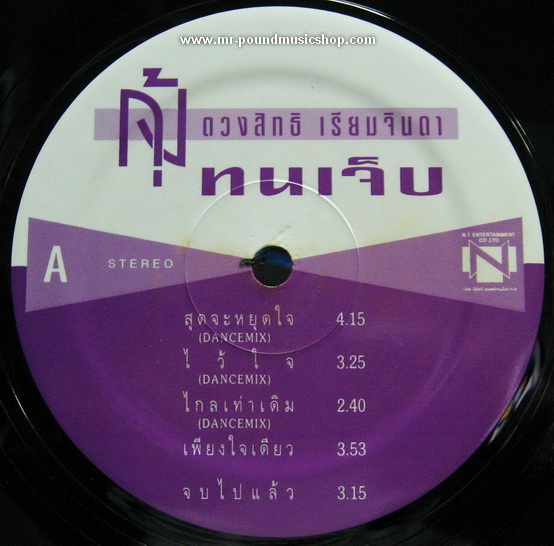 www.mr-poundmusicshop.com
จุ้ม
ดวงสิทธิ เรียมจินดา
ทนเจ็บ
A STEREO
N.T. ENTERTAINMENT
CO.,LTD
N
สุดจะหยุดใจ 4.15
(DANCEMIX)
ไว้ใจ 3.25
(DANCEMIX)
ไกลเท่าเดิม 2.40
(DANCEMIX)
เพียงใจเดียว 3.53
จบไปแล้ว 3.15